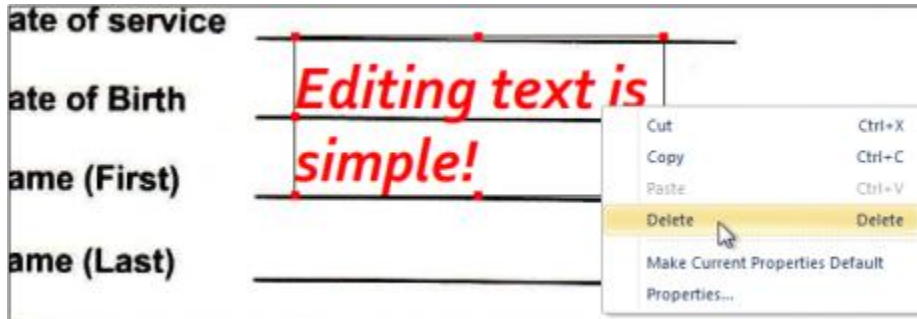 ate of service
ate of Birth
ame (First)
ame (Last)
Editing text is
simple!
Cut Ctrl+X
Copy Ctrl+C
Paste Ctrl+V
Delete Delete
Make Current Properties Default
Properties...